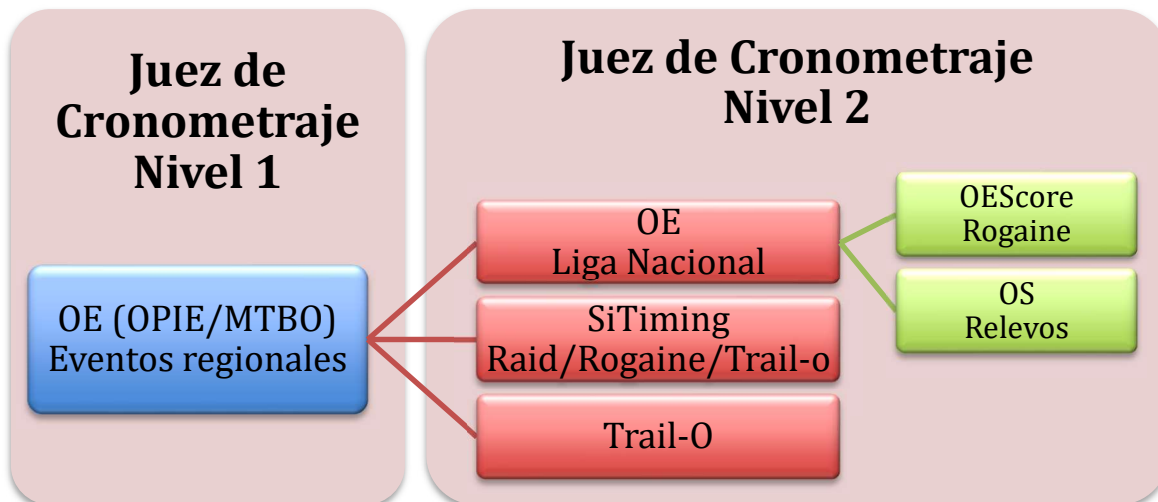 Juez de
Cronometraje
Nivel 1
OE (OPIE/MTBO)
Eventos regionales
Juez de Cronometraje
Nivel 2
OE
Liga Nacional
SiTiming
Raid/Rogaine/Trail-o
Trail-O
OEScore
Rogaine
OS
Relevos